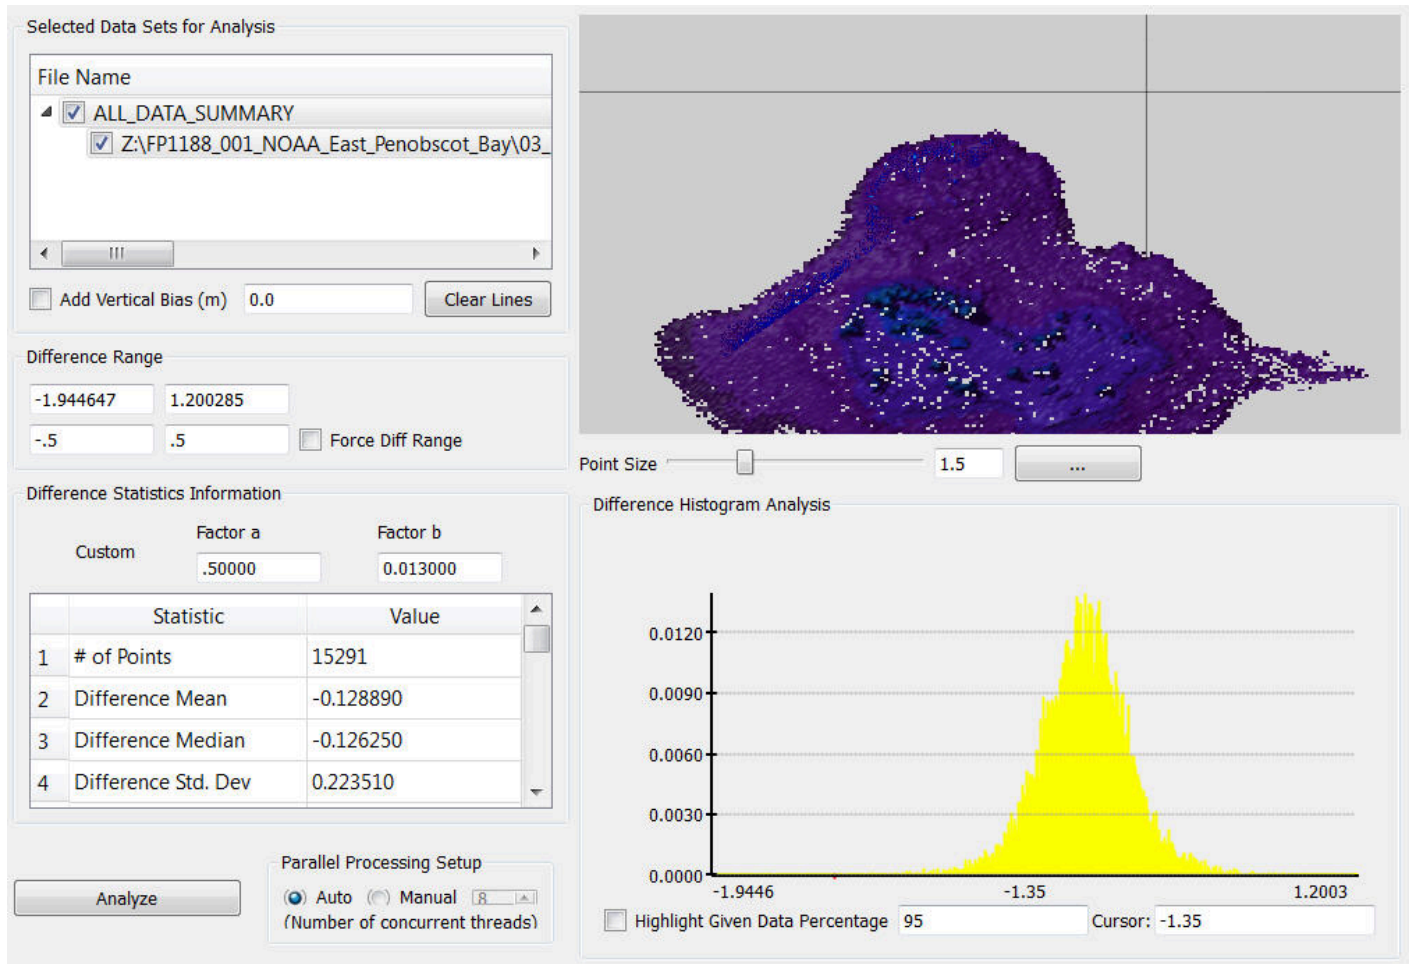 Selected Data Sets for Analysis
File Name
ALL_DATA_SUMMARY
Z:\FP1188_001_NOAA_East_Penobscot_Bay\03_
Add Vertical Bias (m) 0.0 Clear Lines
Difference Range
-1.944647 1.200285
-.5 .5 Force Diff Range
Difference Statistics Information
Factor a Factor b
Custom .50000 0.013000
Statistic Value
1 # of Points 15291
2 Difference Mean -0.128890
3 Difference Median -0.126250
4 Difference Std. Dev 0.223510
Analyze
Parallel Processing Setup
Auto Manual 8
(Number of concurrent threads)
Point Size 1.5 ...
Difference Histogram Analysis
0.0120
0.0090
0.0060
0.0030
0.0000
-1.9446 -1.35 1.2003
Highlight Given Data Percentage 95 Cursor: -1.35